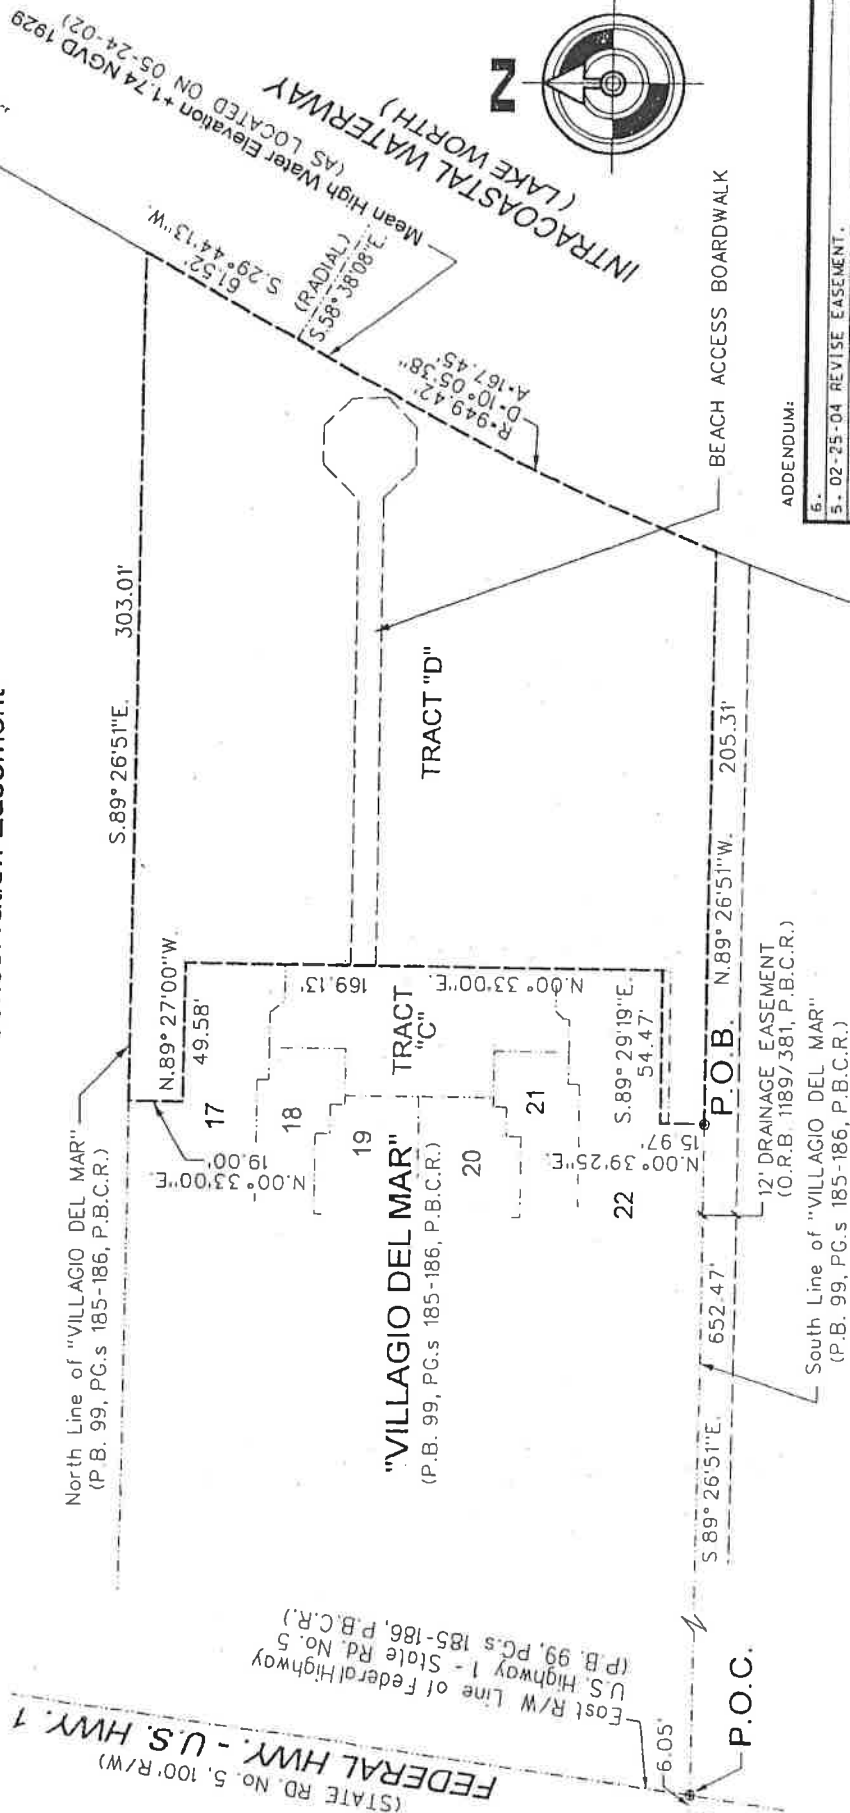 Mean High Water Elevation +1.74 NGVD 1929
(AS LOCATED ON 05-24-02)
INTRACOASTAL WATERWAY
(LAKE WORTH)
N
S.29°44'13"W.
61.52'
(RADIAL)
S.58°38'08"E.
R=949.42'
D=10°05'38"
A=167.45'
BEACH ACCESS BOARDWALK
ADDENDUM:
6.
5. 02-25-04 REVISE EASEMENT.
S.89°26'51"E. 303.01'
TRACT "D"
N.89°27'00"W.
49.58'
169.13'
N.00°33'00"E.
TRACT
"C"
S.89°29'19"E.
54.47'
N.89°26'51"W. 205.31'
P.O.B.
15.97'
N.00°39'25"E.
12' DRAINAGE EASEMENT
(O.R.B. 1189/381, P.B.C.R.)
North Line of "VILLAGIO DEL MAR"
(P.B. 99, PG.s 185-186, P.B.C.R.)
19.00'
N.00°33'00"E.
17
18
19
20
21
22
"VILLAGIO DEL MAR"
(P.B. 99, PG.s 185-186, P.B.C.R.)
S.89°26'51"E. 652.47'
South Line of "VILLAGIO DEL MAR"
(P.B. 99, PG.s 185-186, P.B.C.R.)
East R/W Line of Federal Highway
U.S. Highway 1 - State Rd. No. 5
(P.B. 99, PG.s 185-186, P.B.C.R.)
FEDERAL HWY. - U.S. HWY. 1
(STATE RD. No. 5, 100' R/W)
6.05'
P.O.C.